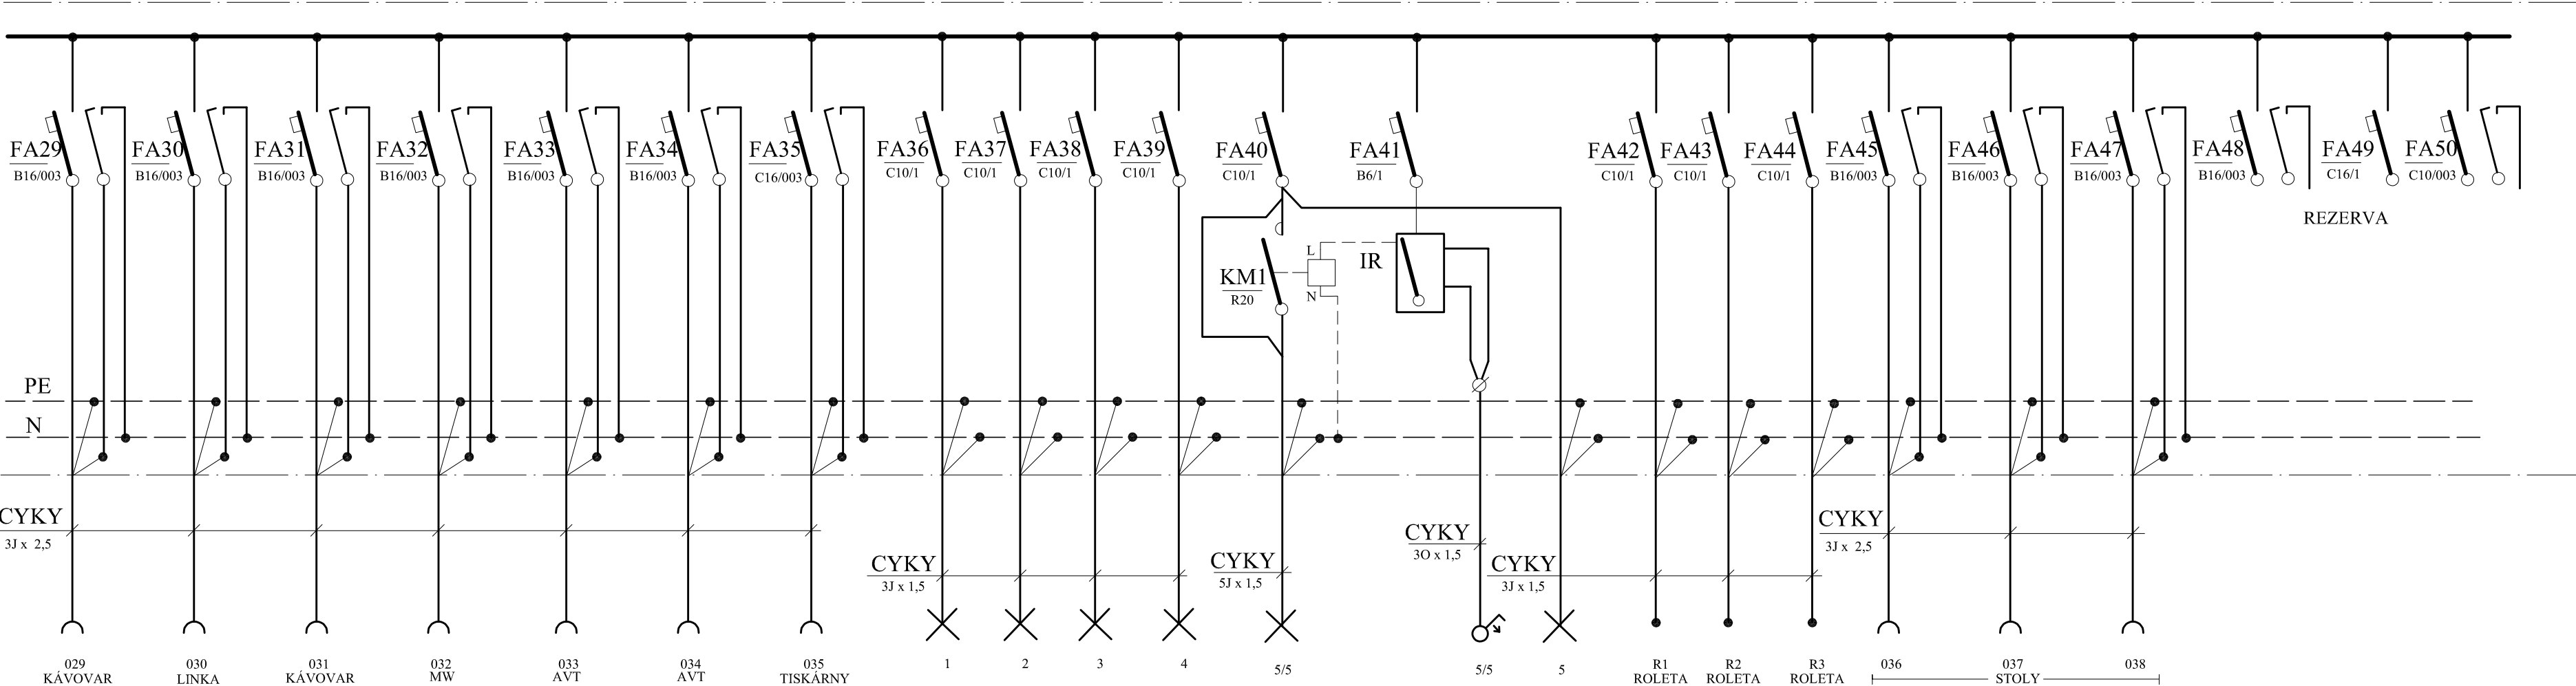 FA29
B16/003
FA30
B16/003
FA31
B16/003
FA32
B16/003
FA33
B16/003
FA34
B16/003
FA35
C16/003
FA36
C10/1
FA37
C10/1
FA38
C10/1
FA39
C10/1
FA40
C10/1
FA41
B6/1
FA42
C10/1
FA43
C10/1
FA44
C10/1
FA45
B16/003
FA46
B16/003
FA47
B16/003
FA48
B16/003
FA49
C16/1
FA50
C10/003
REZERVA
KM1
R20
L
N
IR
PE
N
CYKY
3J x 2,5
CYKY
3J x 1,5
CYKY
5J x 1,5
CYKY
3O x 1,5
CYKY
3J x 1,5
CYKY
3J x 2,5
029
KÁVOVAR
030
LINKA
031
KÁVOVAR
032
MW
033
AVT
034
AVT
035
TISKÁRNY
1
2
3
4
5/5
5/5
5
R1
ROLETA
R2
ROLETA
R3
ROLETA
036
037
038
STOLY